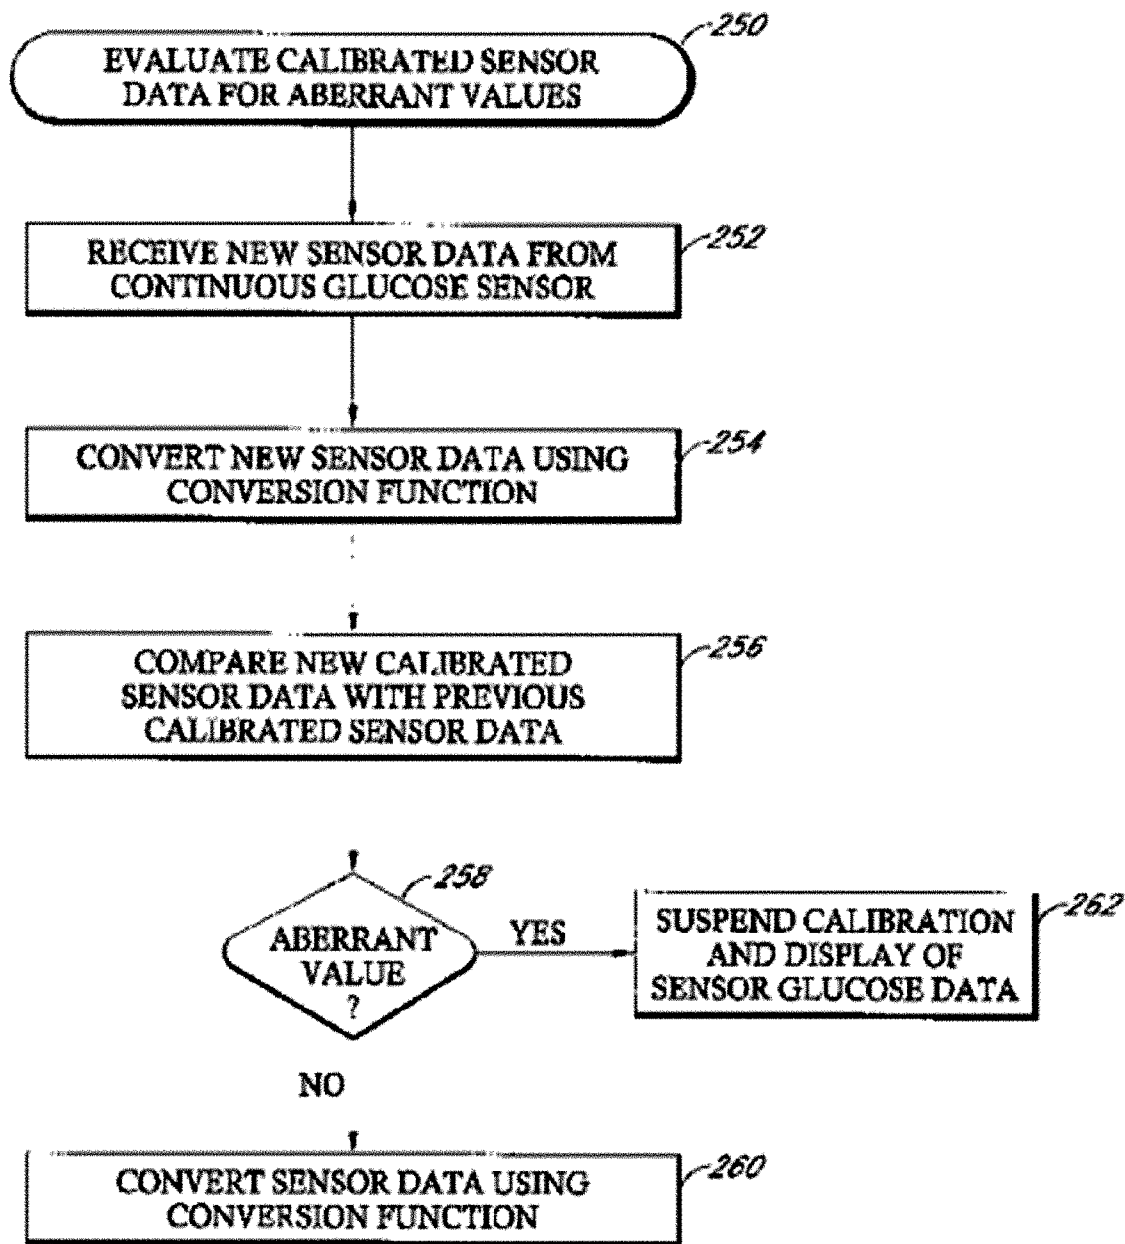 250
EVALUATE CALIBRATED SENSOR
DATA FOR ABERRANT VALUES
252
RECEIVE NEW SENSOR DATA FROM
CONTINUOUS GLUCOSE SENSOR
254
CONVERT NEW SENSOR DATA USING
CONVERSION FUNCTION
256
COMPARE NEW CALIBRATED
SENSOR DATA WITH PREVIOUS
CALIBRATED SENSOR DATA
258
ABERRANT
VALUE
?
YES
262
SUSPEND CALIBRATION
AND DISPLAY OF
SENSOR GLUCOSE DATA
NO
260
CONVERT SENSOR DATA USING
CONVERSION FUNCTION